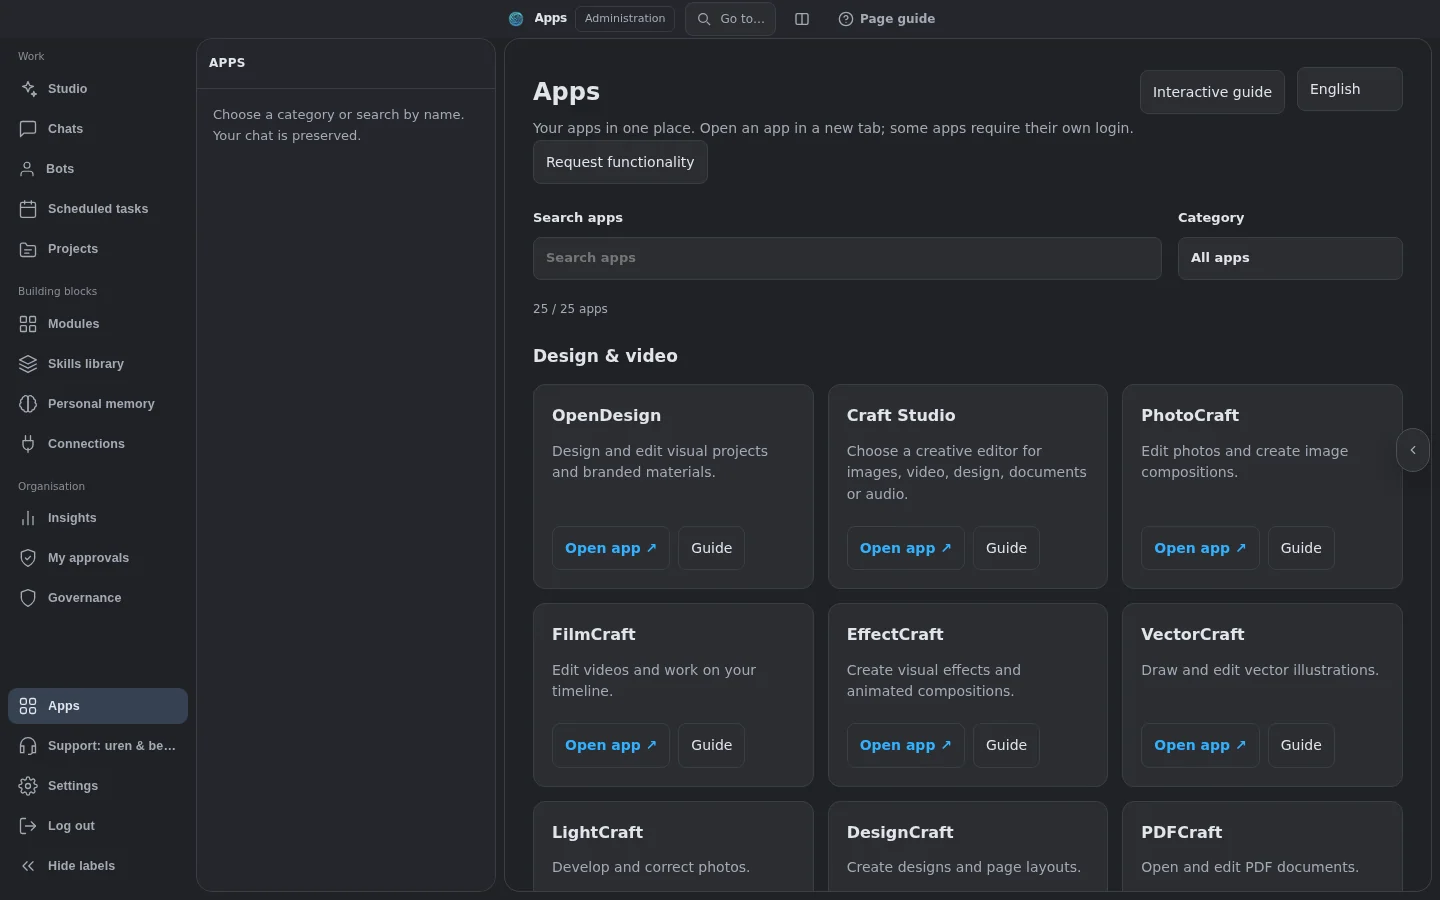 Apps
Administration
Go to...
Page guide
Work
Studio
Chats
Bots
Scheduled tasks
Projects
Building blocks
Modules
Skills library
Personal memory
Connections
Organisation
Insights
My approvals
Governance
Apps
Support: uren & be...
Settings
Log out
Hide labels
APPS
Choose a category or search by name.
Your chat is preserved.
Apps
Interactive guide
English
Your apps in one place. Open an app in a new tab; some apps require their own login.
Request functionality
Search apps
Category
Search apps
All apps
25 / 25 apps
Design & video
OpenDesign
Design and edit visual projects
and branded materials.
Open app ↗
Guide
Craft Studio
Choose a creative editor for
images, video, design, documents
or audio.
Open app ↗
Guide
PhotoCraft
Edit photos and create image
compositions.
Open app ↗
Guide
FilmCraft
Edit videos and work on your
timeline.
Open app ↗
Guide
EffectCraft
Create visual effects and
animated compositions.
Open app ↗
Guide
VectorCraft
Draw and edit vector illustrations.
Open app ↗
Guide
LightCraft
Develop and correct photos.
DesignCraft
Create designs and page layouts.
PDFCraft
Open and edit PDF documents.